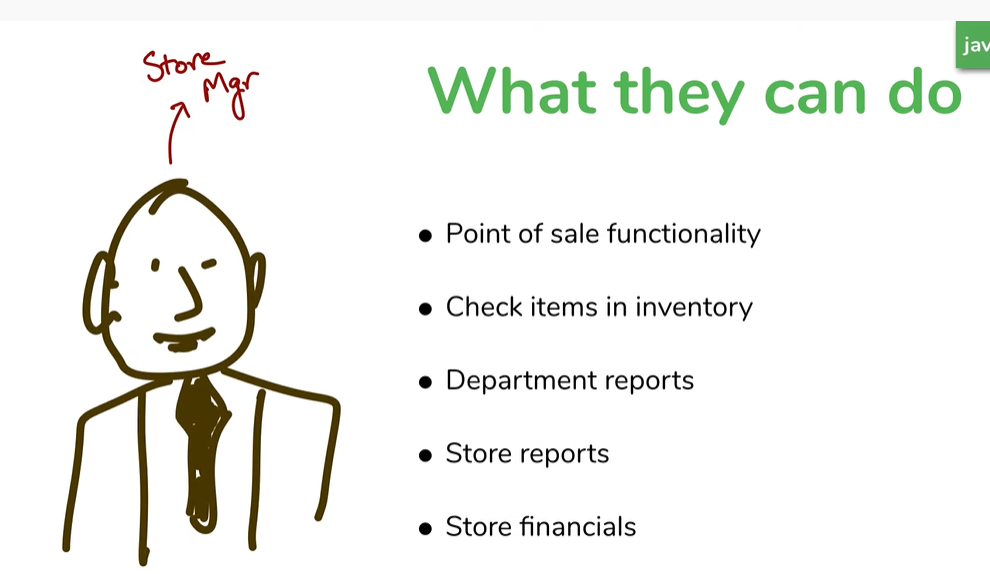 Store
Mgr
jav
What they can do
● Point of sale functionality
● Check items in inventory
● Department reports
● Store reports
● Store financials